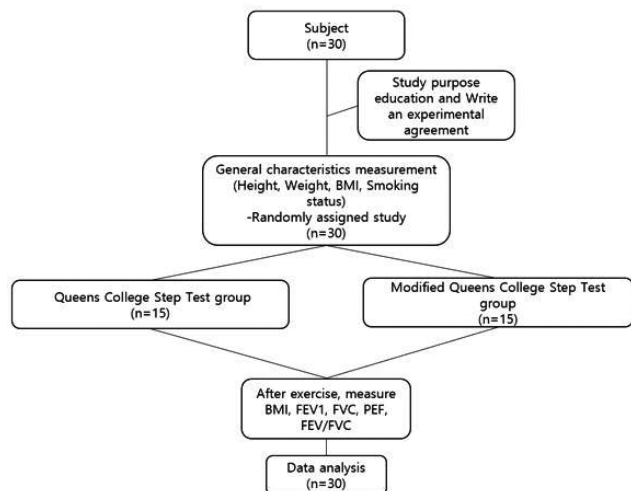 Subject
(n=30)
Study purpose
education and Write
an experimental
agreement
General characteristics measurement
(Height, Weight, BMI, Smoking
status)
-Randomly assigned study
(n=30)
Queens College Step Test group
(n=15)
Modified Queens College Step Test
group
(n=15)
After exercise, measure
BMI, FEV1, FVC, PEF,
FEV/FVC
Data analysis
(n=30)